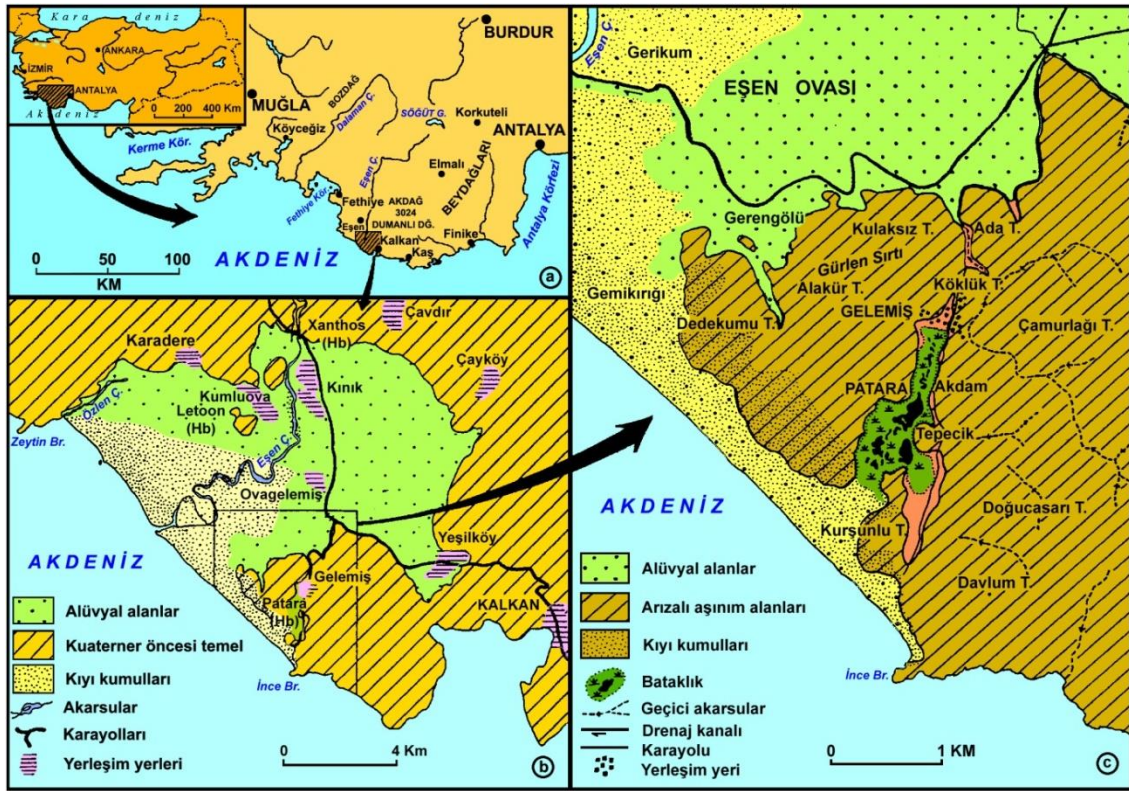 Kara deniz
ANKARA
İZMİR
ANTALYA
Akdeniz
0 200 400 Km
BURDUR
MUĞLA
BOZDAĞ
Dalaman Ç.
SÖĞÜT G.
Korkuteli
Köyceğiz
ANTALYA
Kerme Kör.
Elmalı
Eşen Ç.
BEYDAĞLARI
Fethiye Kör.
Fethiye
AKDAĞ
3024
Antalya Körfezi
Eşen
DUMANLI DĞ.
Finike
Kalkan
Kaş
AKDENİZ
0 100
KM
a
Xanthos
(Hb)
Çavdır
Karadere
Çayköy
Kınık
Kumluova
Letoon
(Hb)
Özlen Ç.
Zeytin Br.
Eşen Ç.
Ovagelemiş
Yeşilköy
AKDENİZ
Gelemiş
Patara
(Hb)
KALKAN
İnce Br.
Alüvyal alanlar
Kuaterner öncesi temel
Kıyı kumulları
Akarsular
Karayolları
Yerleşim yerleri
0 4 Km
b
Eşen Ç.
Gerikum
EŞEN OVASI
Gerengölü
Kulaksız T.
Ada T.
Gürlen Sırtı
Alakür T.
Köklük T.
Gemikırığı
GELEMİŞ
Dedekumu T.
Çamurlağı T.
PATARA
Akdam
Tepecik
AKDENİZ
Kurşunlu T.
Doğucasarı T.
Davlum T.
İnce Br.
Alüvyal alanlar
Arızalı aşınım alanları
Kıyı kumulları
Bataklık
Geçici akarsular
Drenaj kanalı
Karayolu
Yerleşim yeri
0 1 KM
c